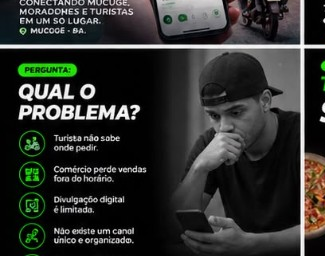 CONECTANDO MUCUGÊ,
MORADORES E TURISTAS
EM UM SÓ LUGAR.
MUCUGÊ - BA.
PERGUNTA:
QUAL O
PROBLEMA?
Turista não sabe
onde pedir.
Comércio perde vendas
fora do horário.
Divulgação digital
é limitada.
Não existe um canal
único e organizado.